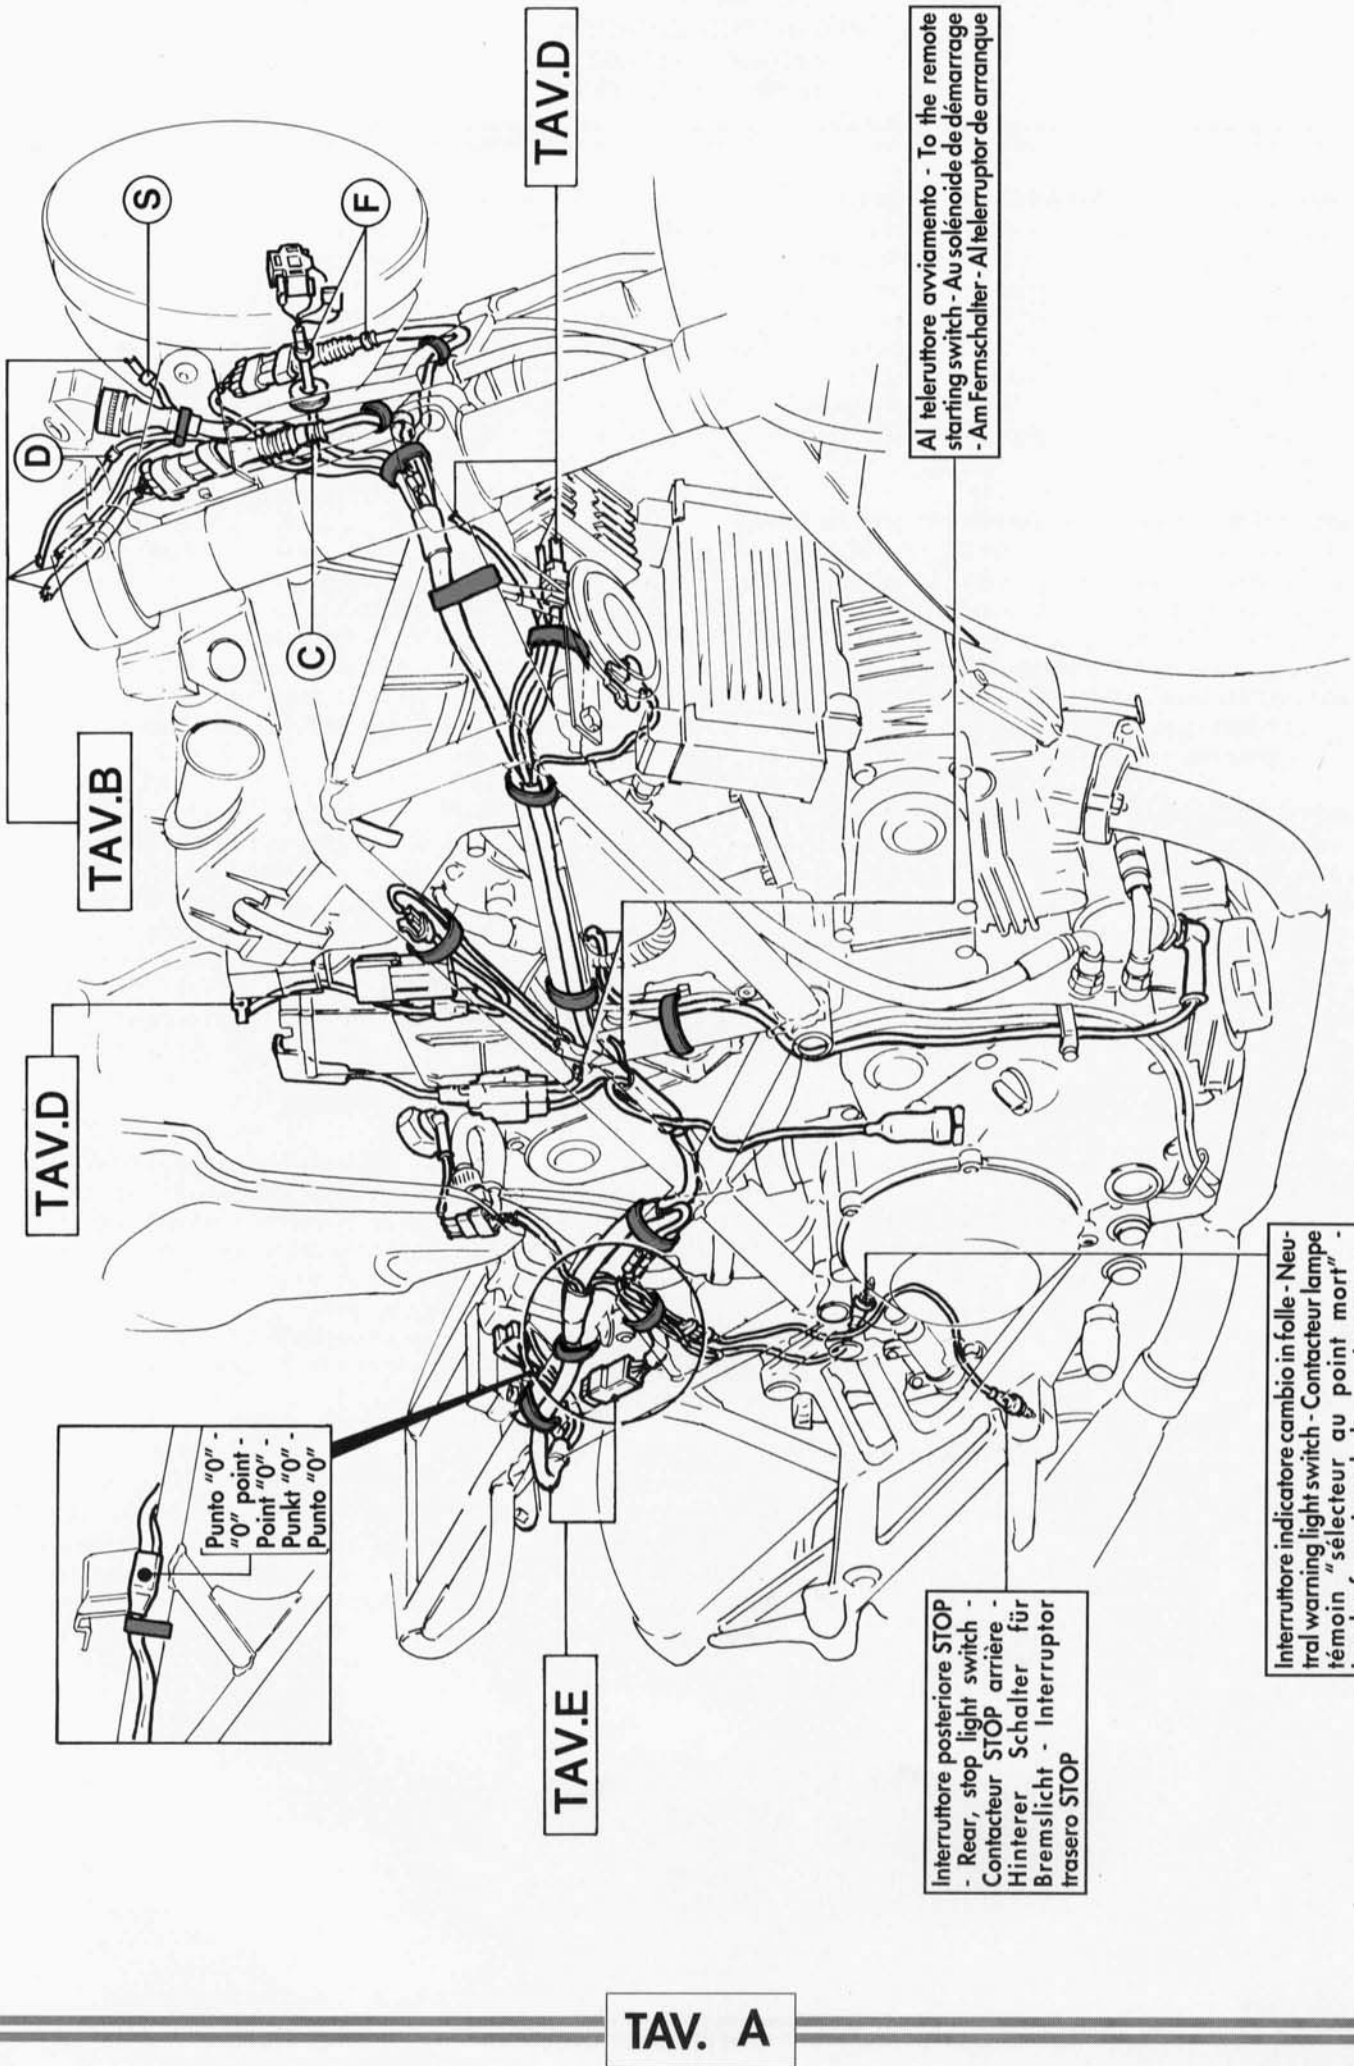 TAV. A
TAV.B
TAV.D
TAV.D
TAV.E
S
F
D
C
Punto "0" -
"0" point -
Point "0" -
Punkt "0" -
Punto "0"
Al teleruttore avviamento - To the remote
starting switch - Au solénoide de démarrage
- Am Fernschalter - Al telerruptor de arranque
Interruttore posteriore STOP
- Rear, stop light switch -
Contacteur STOP arrière -
Hinterer Schalter für
Bremslicht - Interruptor
trasero STOP
Interruttore indicatore cambio in folle - Neu-
tral warning light switch - Contacteur lampe
témoin "sélecteur au point mort" -